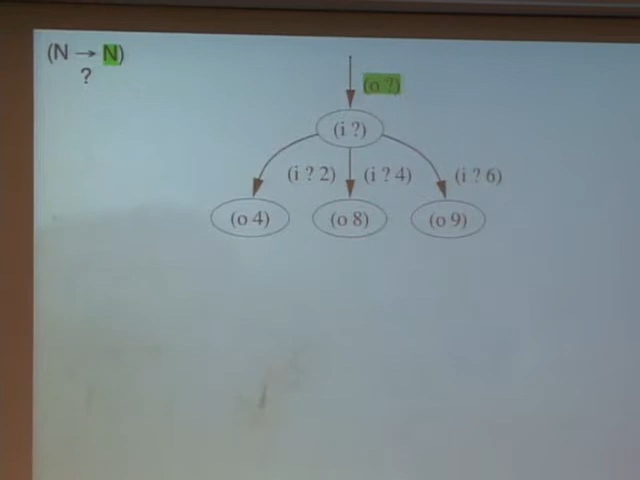 (N → N)
?
(o ?)
(i ?)
(i ? 2) (i ? 4) (i ? 6)
(o 4) (o 8) (o 9)